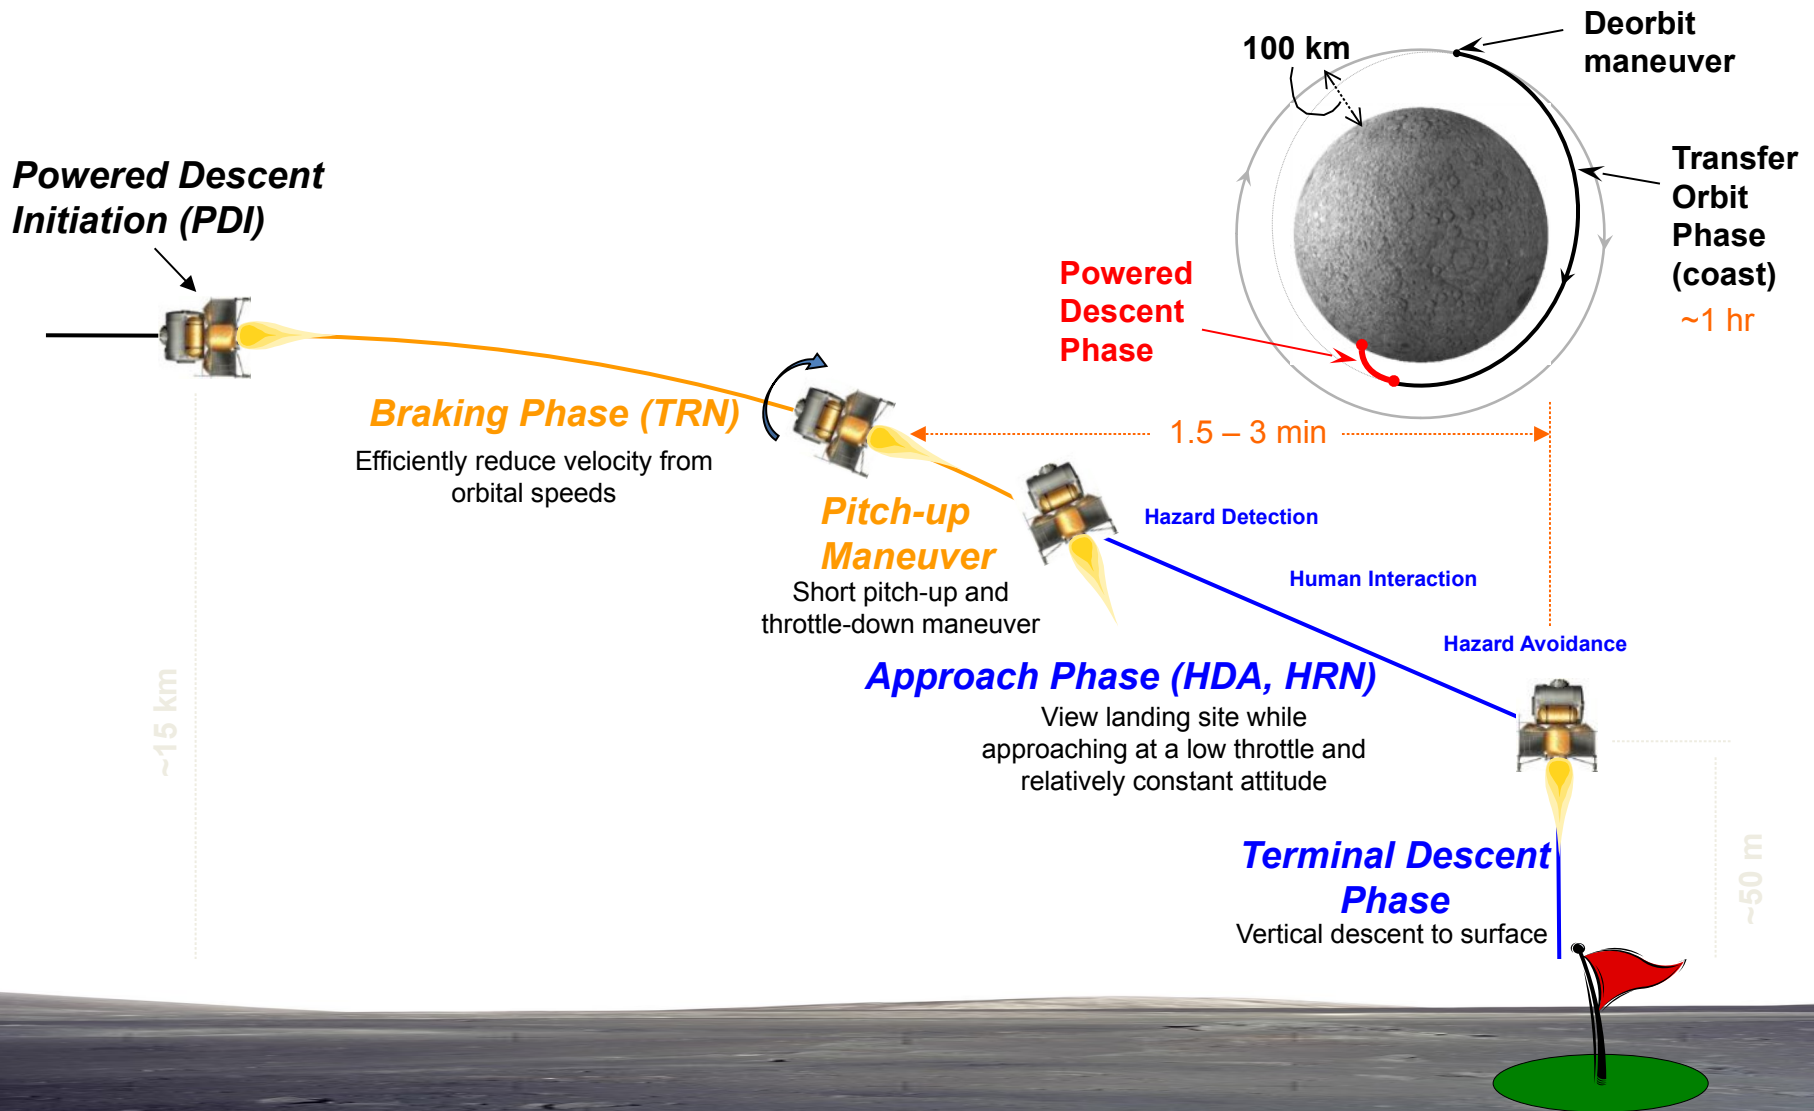 Deorbit
maneuver
100 km
Transfer
Orbit
Phase
(coast)
~1 hr
Powered Descent
Initiation (PDI)
Powered
Descent
Phase
Braking Phase (TRN)
Efficiently reduce velocity from
orbital speeds
1.5 – 3 min
Pitch-up
Maneuver
Short pitch-up and
throttle-down maneuver
Hazard Detection
Human Interaction
Hazard Avoidance
Approach Phase (HDA, HRN)
View landing site while
approaching at a low throttle and
relatively constant attitude
~15 km
Terminal Descent
Phase
Vertical descent to surface
~50 m